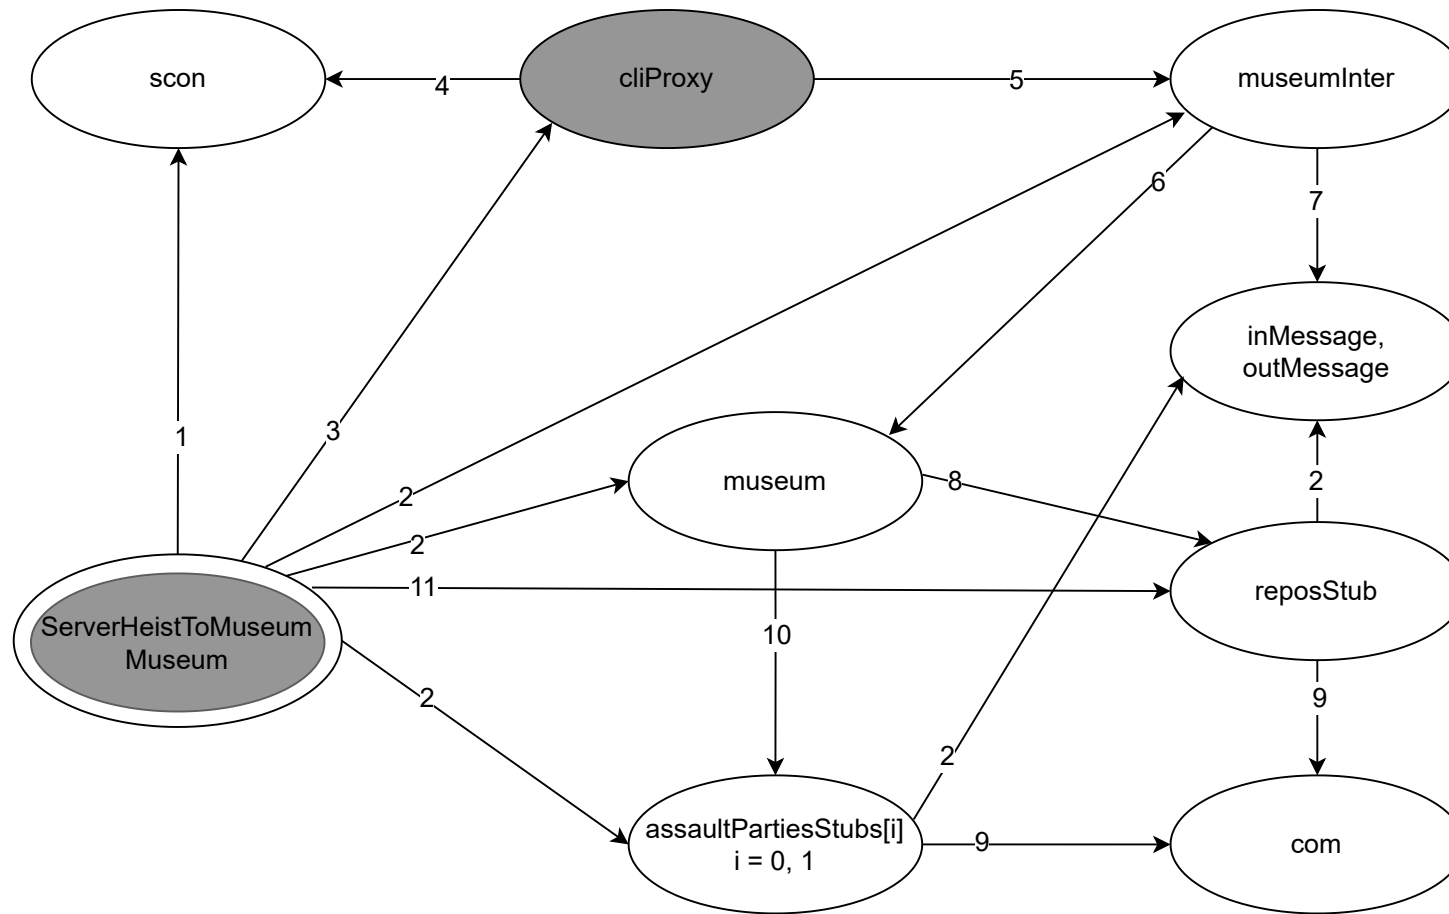 scon
cliProxy
museumInter
4
5
6
7
inMessage,
outMessage
1
3
2
museum
8
2
2
11
reposStub
ServerHeistToMuseum
Museum
10
2
9
2
assaultPartiesStubs[i]
i = 0, 1
9
com